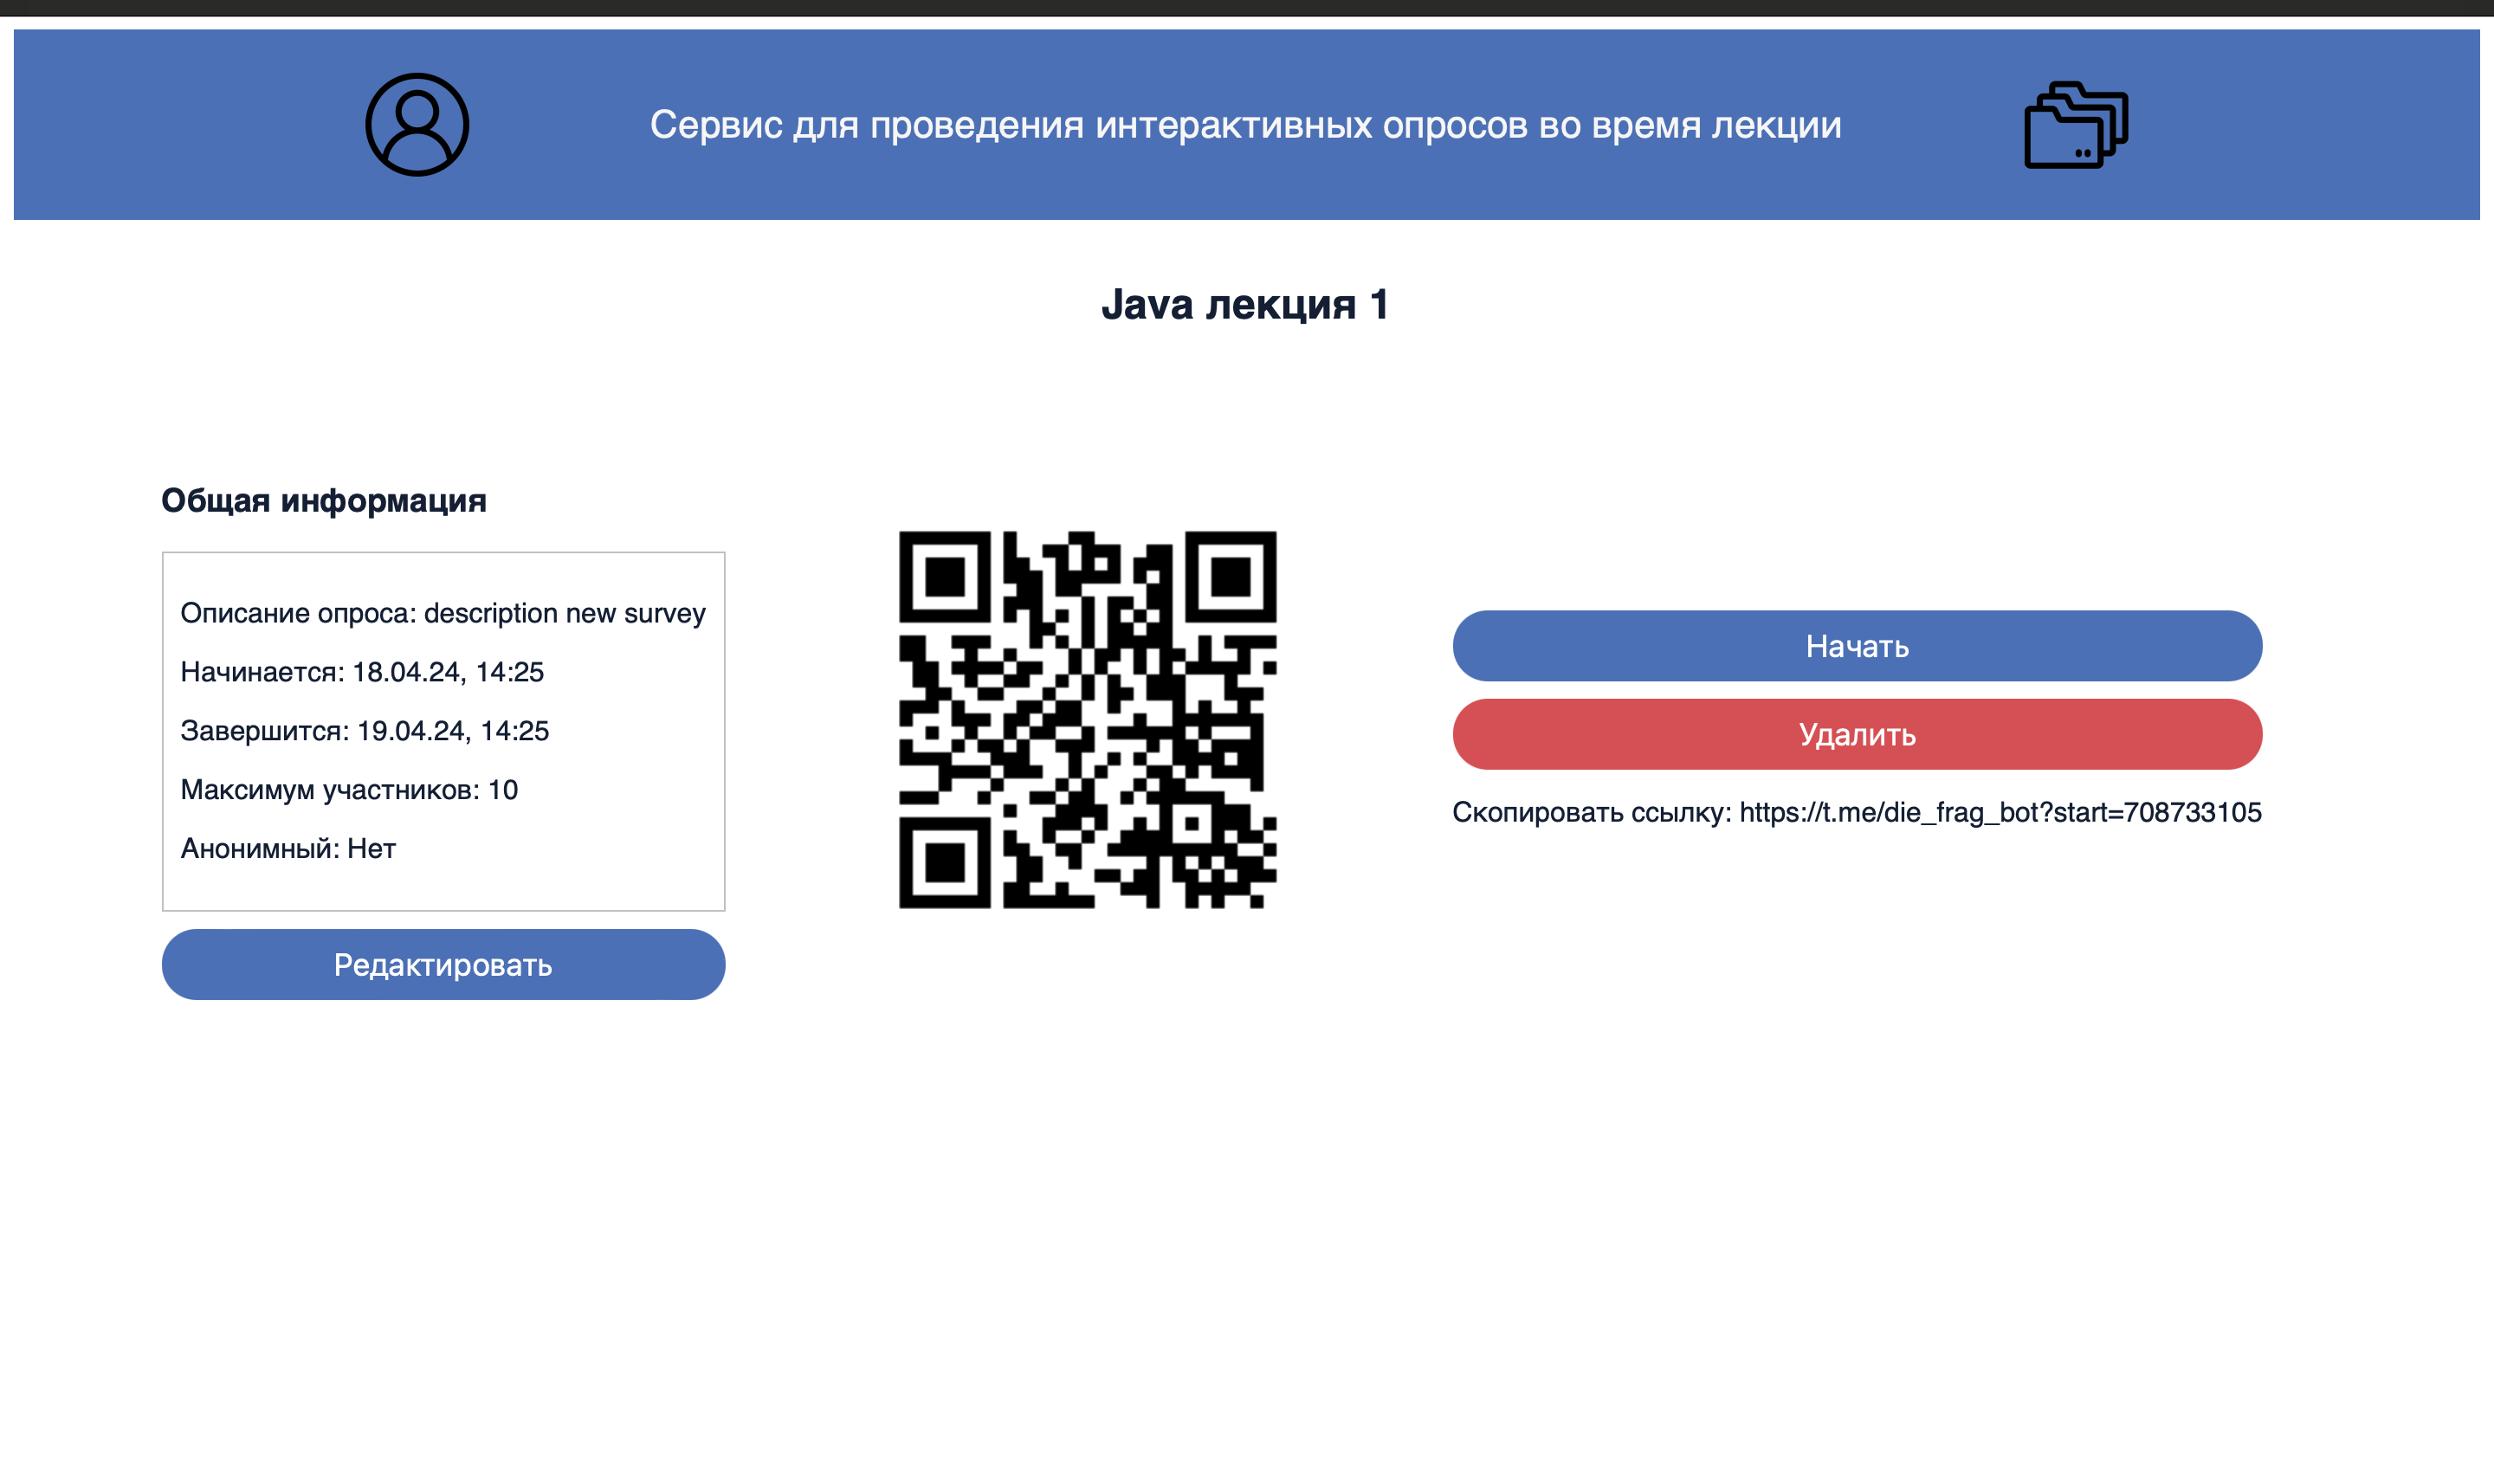 Сервис для проведения интерактивных опросов во время лекции
Java лекция 1
Общая информация
Описание опроса: description new survey
Начинается: 18.04.24, 14:25
Завершится: 19.04.24, 14:25
Максимум участников: 10
Анонимный: Нет
Редактировать
Начать
Удалить
Скопировать ссылку: https://t.me/die_frag_bot?start=708733105